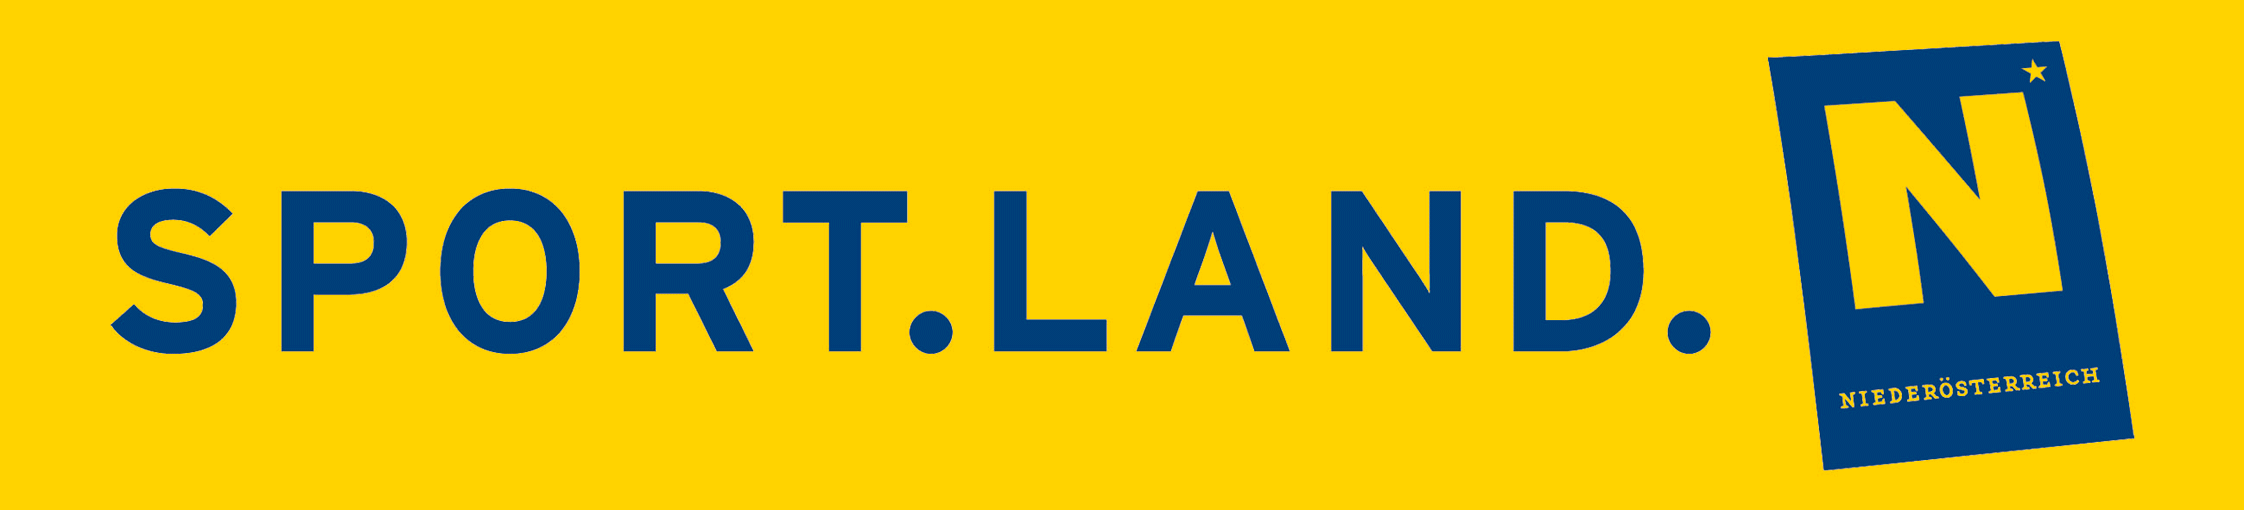 SPORT.LAND.
N
NIEDERÖSTERREICH